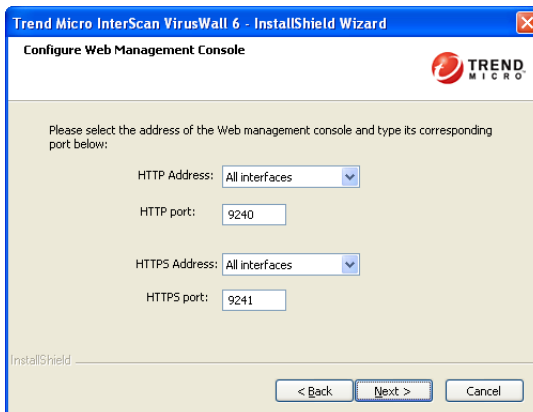 Trend Micro InterScan VirusWall 6 - InstallShield Wizard
Configure Web Management Console
TREND
MICRO
Please select the address of the Web management console and type its corresponding
port below:
HTTP Address: All interfaces
HTTP port: 9240
HTTPS Address: All interfaces
HTTPS port: 9241
InstallShield
< Back Next > Cancel